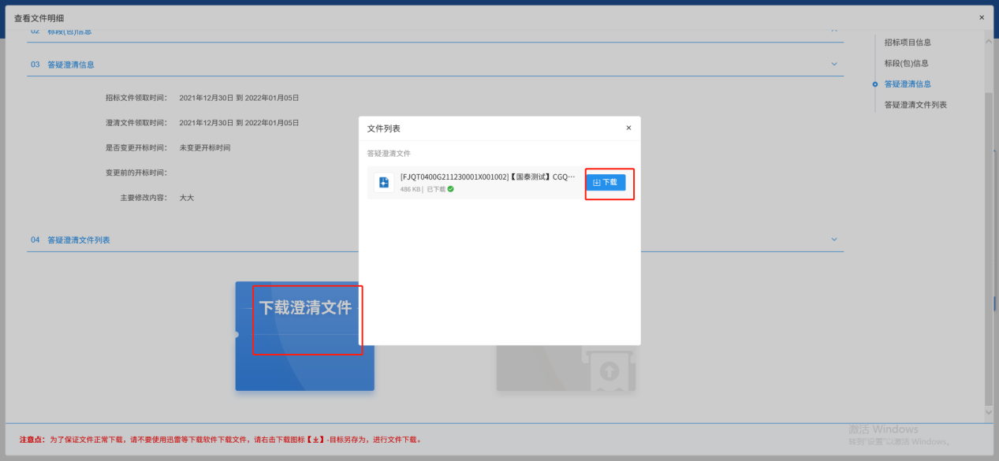 查看文件明细
×
02 标段(包)信息
03 答疑澄清信息
招标文件领取时间： 2021年12月30日 到 2022年01月05日
澄清文件领取时间： 2021年12月30日 到 2022年01月05日
是否变更开标时间： 未变更开标时间
变更前的开标时间：
主要修改内容： 大大
04 答疑澄清文件列表
下载澄清文件
招标项目信息
标段(包)信息
答疑澄清信息
答疑澄清文件列表
文件列表
×
答疑澄清文件
[FJQT0400G211230001X001002]【国泰测试】CGQ…
486 KB | 已下载
下载
注意点：为了保证文件正常下载，请不要使用迅雷等下载软件下载文件，请右击下载图标【】-目标另存为，进行文件下载。
激活 Windows
转到"设置"以激活 Windows。